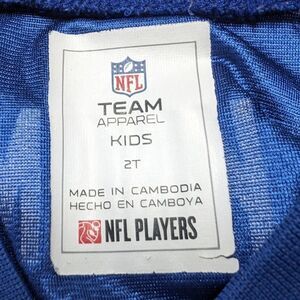 NFL
TEAM
APPAREL
KIDS
2T
MADE IN CAMBODIA
HECHO EN CAMBOYA
NFL PLAYERS